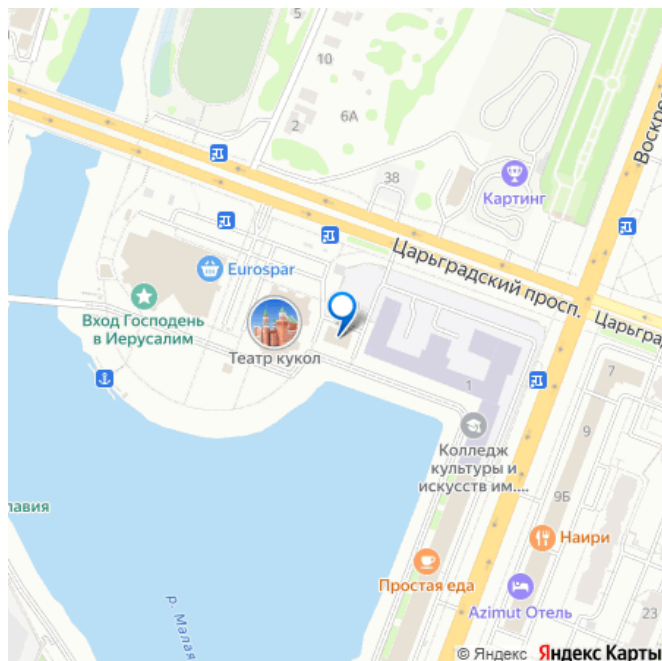 5
10
6А
2
38
Картинг
Воскре
Eurospar
Царьградский просп.
Царьгра
Вход Господень
в Иерусалим
Театр кукол
7
1
9
Колледж
культуры и
искусств им....
9Б
лавия
Наири
Простая еда
Azimut Отель
р. Малая
23
© Яндекс Яндекс Карты